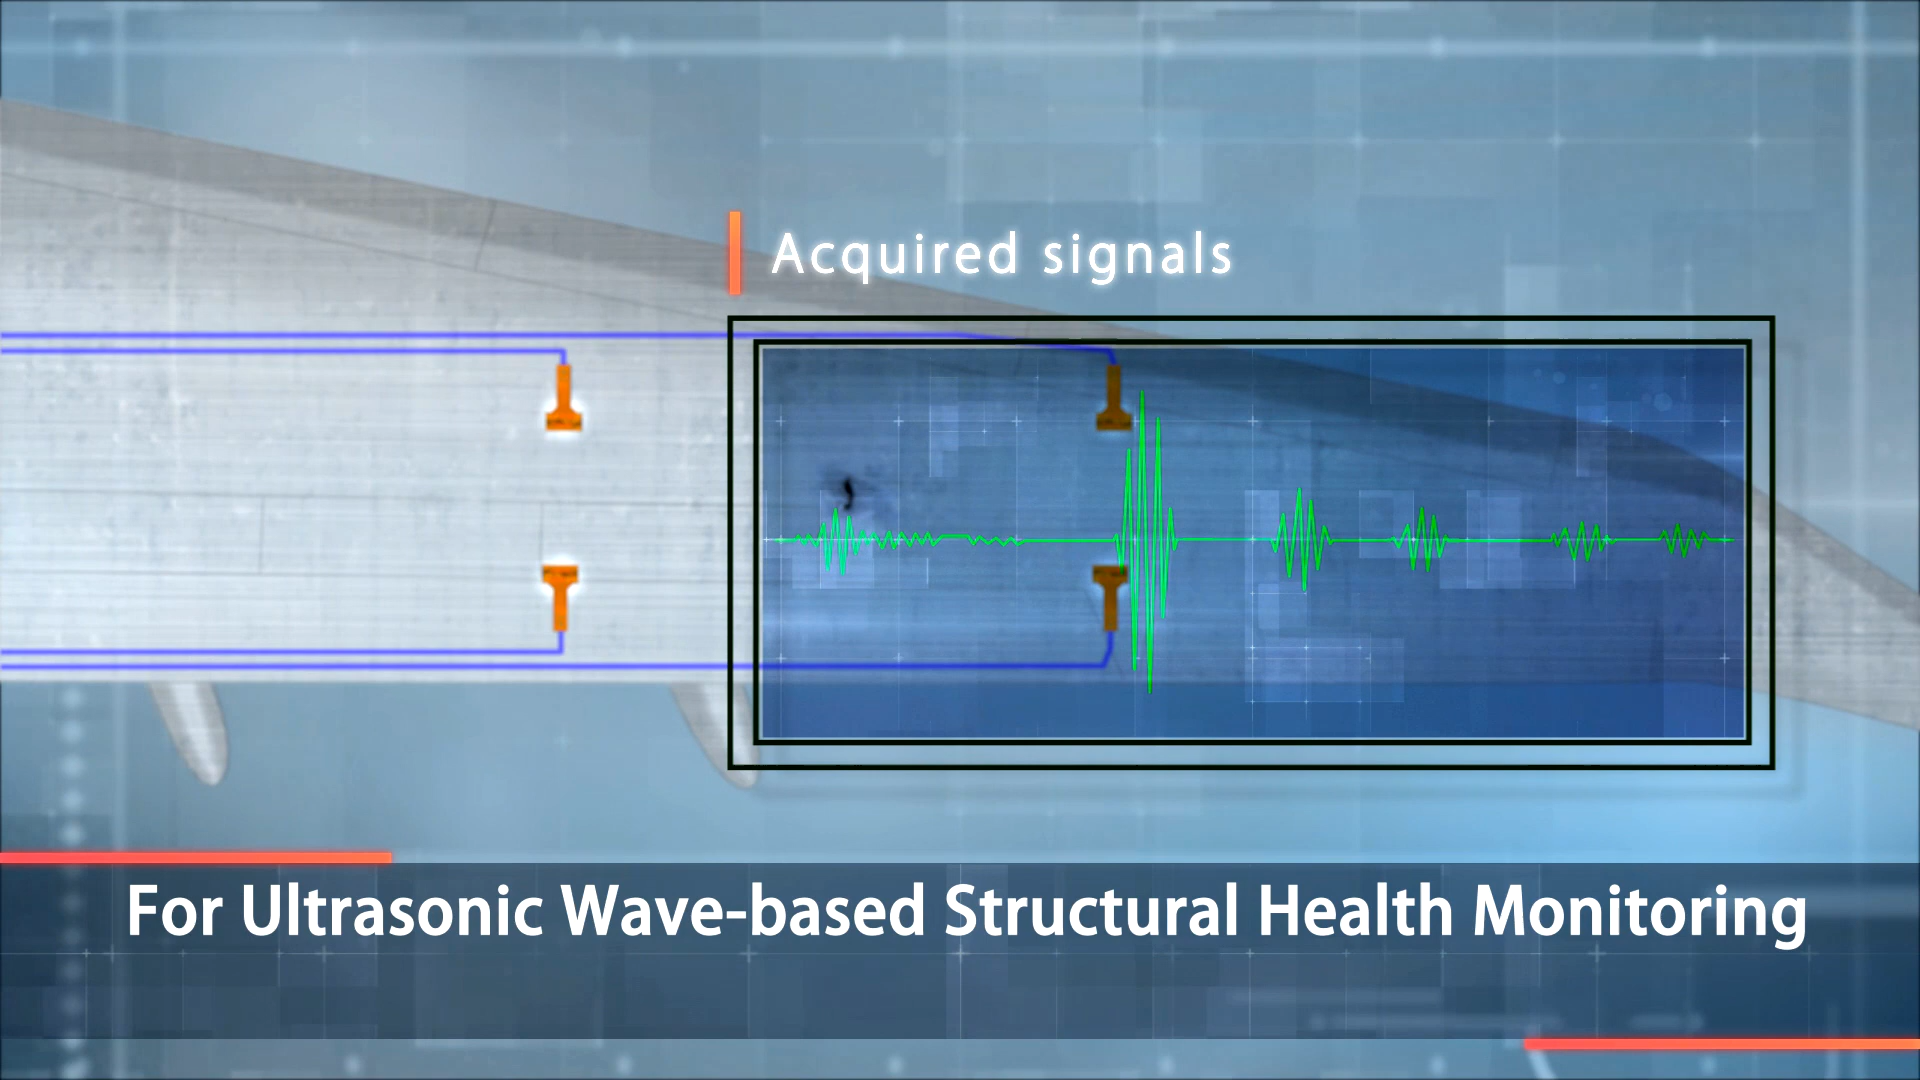 Acquired signals
For Ultrasonic Wave-based Structural Health Monitoring